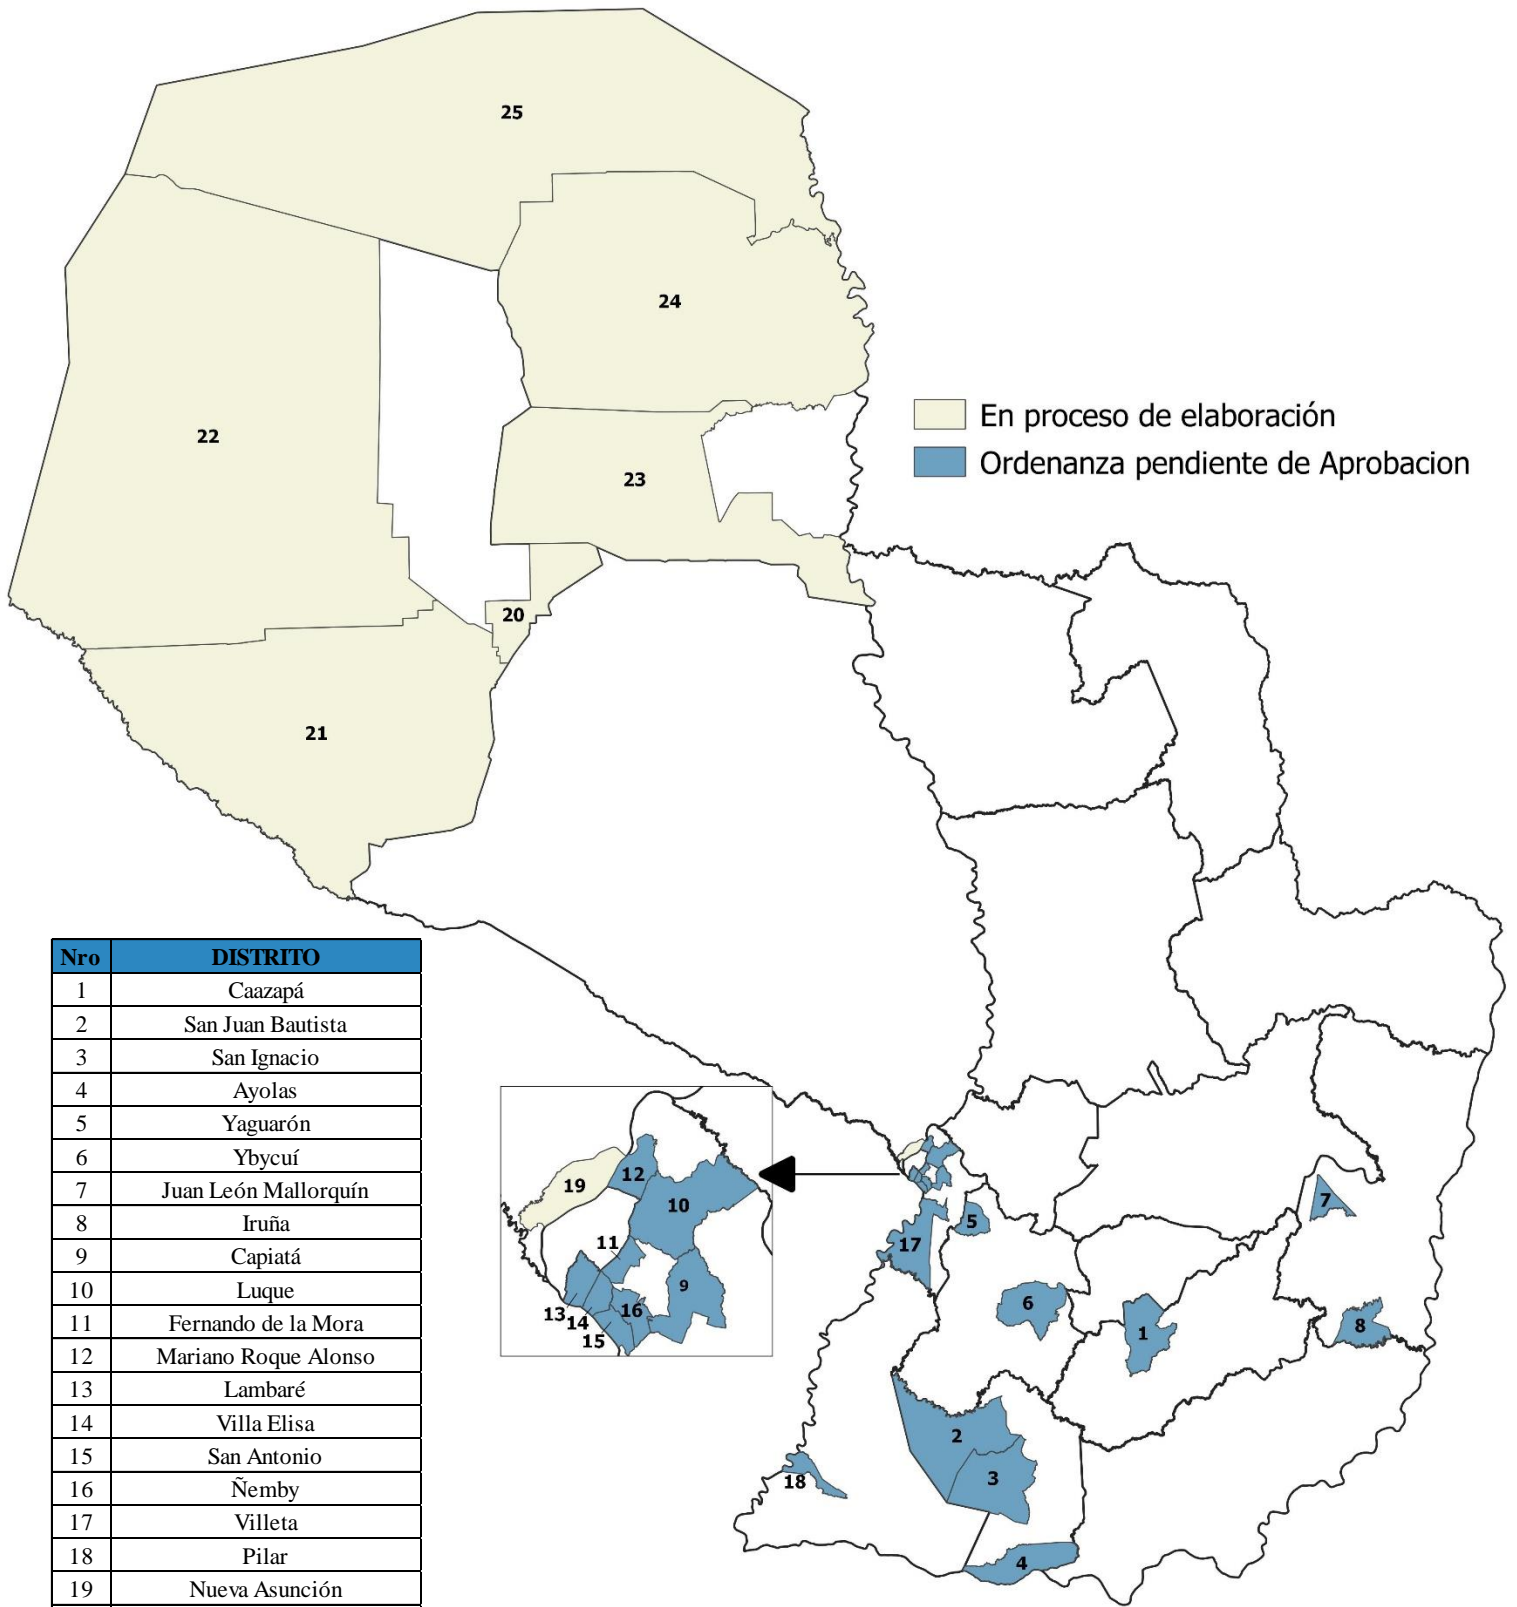 25
24
22
En proceso de elaboración
Ordenanza pendiente de Aprobacion
23
20
21
Nro DISTRITO
1 Caazapá
2 San Juan Bautista
3 San Ignacio
4 Ayolas
5 Yaguarón
6 Ybycuí
7 Juan León Mallorquín
8 Iruña
9 Capiatá
10 Luque
11 Fernando de la Mora
12 Mariano Roque Alonso
13 Lambaré
14 Villa Elisa
15 San Antonio
16 Ñemby
17 Villeta
18 Pilar
19 Nueva Asunción
12
19
10
11
9
13
14
16
15
7
5
17
6
1
8
2
3
18
4